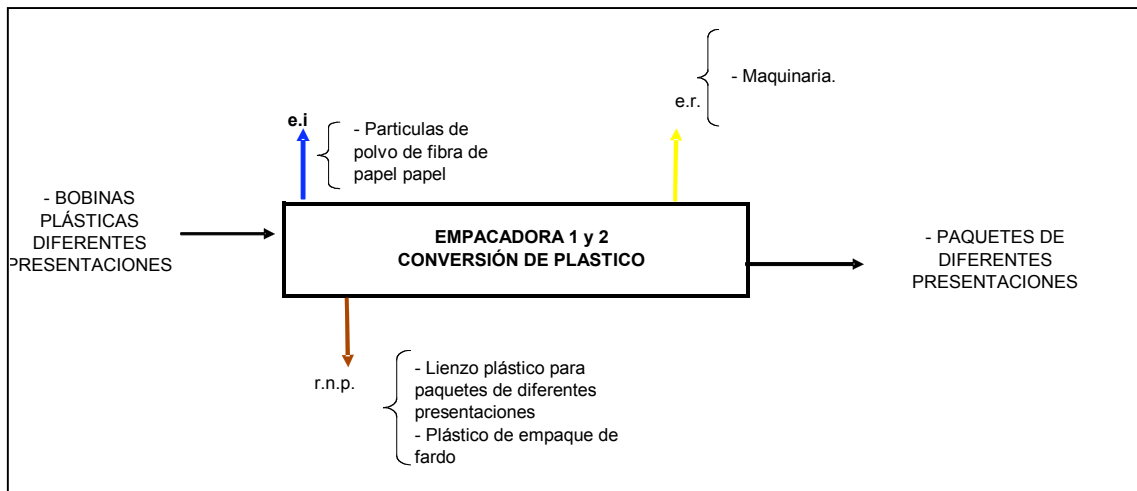 - Maquinaria.
e.r.
e.i
- Particulas de
polvo de fibra de
papel papel
- BOBINAS
PLÁSTICAS
DIFERENTES
PRESENTACIONES
EMPACADORA 1 y 2
CONVERSIÓN DE PLASTICO
- PAQUETES DE
DIFERENTES
PRESENTACIONES
r.n.p.
- Lienzo plástico para
paquetes de diferentes
presentaciones
- Plástico de empaque de
fardo